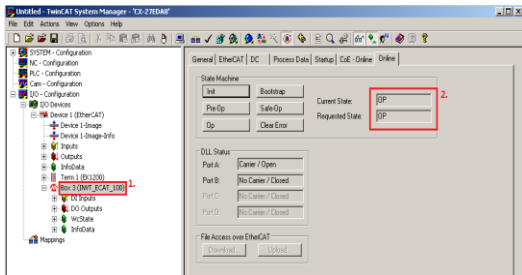 Untitled - TwinCAT System Manager - 'CX-27EDA8'
File Edit Actions View Options Help
SYSTEM - Configuration
NC - Configuration
PLC - Configuration
Cam - Configuration
I/O - Configuration
I/O Devices
Device 1 (EtherCAT)
Device 1-Image
Device 1-Image-Info
Inputs
Outputs
InfoData
Term 1 (EK1200)
Box 3 (INVT_ECAT_100)
1.
DI Inputs
DO Outputs
WcState
InfoData
Mappings
General EtherCAT DC Process Data Startup CoE - Online Online
State Machine
Init Bootstrap
Pre-Op Safe-Op
Op Clear Error
Current State: OP
Requested State: OP
2.
DLL Status
Port A: Carrier / Open
Port B: No Carrier / Closed
Port C: No Carrier / Closed
Port D: No Carrier / Closed
File Access over EtherCAT
Download... Upload...